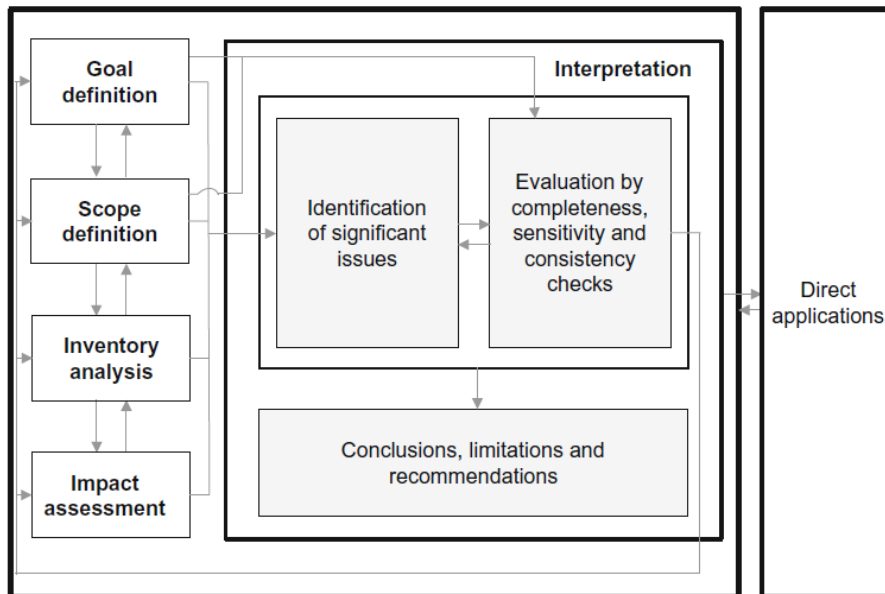 Goal
definition
Scope
definition
Inventory
analysis
Impact
assessment
Interpretation
Identification
of significant
issues
Evaluation by
completeness,
sensitivity and
consistency
checks
Conclusions, limitations and
recommendations
Direct
applications